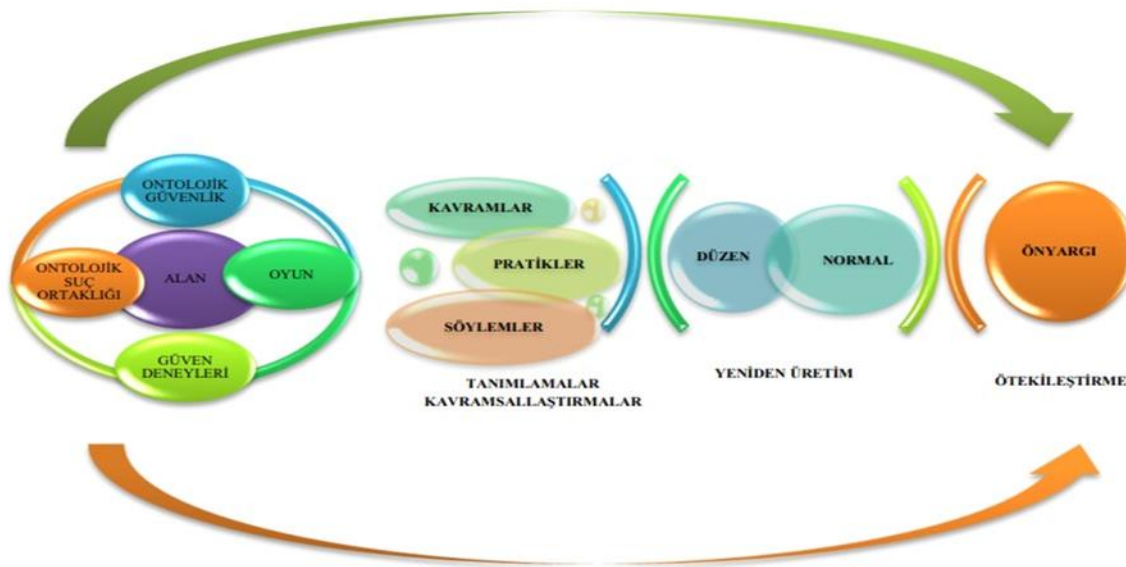 ONTOLOJİK
GÜVENLİK
ONTOLOJİK
SUÇ
ORTAKLIĞI
ALAN
OYUN
GÜVEN
DENEYLERİ
KAVRAMLAR
PRATİKLER
SÖYLEMLER
TANIMLAMALAR
KAVRAMSALLAŞTIRMALAR
DÜZEN
NORMAL
YENİDEN ÜRETİM
ÖNYARGI
ÖTEKİLEŞTİRME